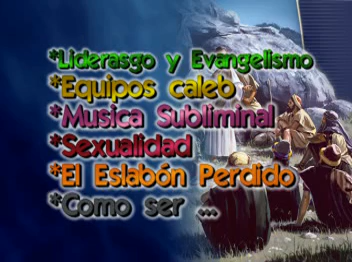 *Liderasgo y Evangelismo
*Equipos caleb
*Musica Subliminal
*Sexualidad
*El Eslabón Perdido
*Como ser ...